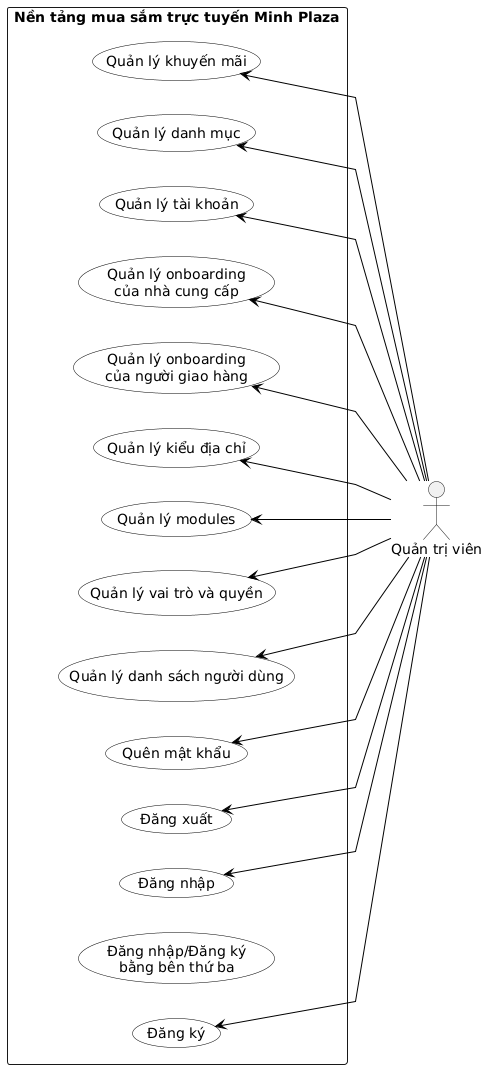 Nền tảng mua sắm trực tuyến Minh Plaza
Quản lý khuyến mãi
Quản lý danh mục
Quản lý tài khoản
Quản lý onboarding
của nhà cung cấp
Quản lý onboarding
của người giao hàng
Quản lý kiểu địa chỉ
Quản lý modules
Quản trị viên
Quản lý vai trò và quyền
Quản lý danh sách người dùng
Quên mật khẩu
Đăng xuất
Đăng nhập
Đăng nhập/Đăng ký
bằng bên thứ ba
Đăng ký